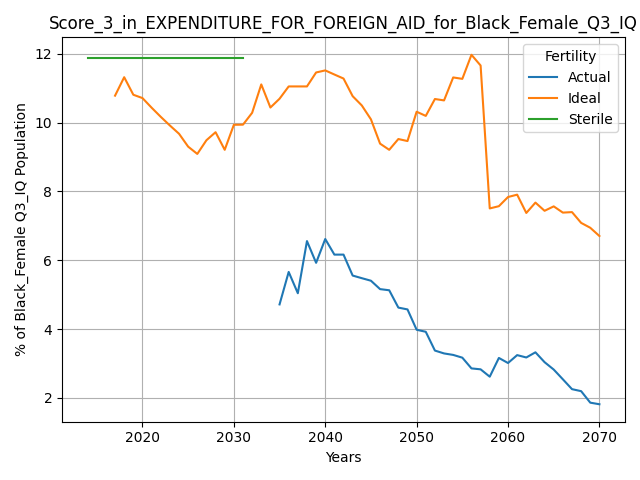 Score_3_in_EXPENDITURE_FOR_FOREIGN_AID_for_Black_Female_Q3_IQ
% of Black_Female Q3_IQ Population
12
10
8
6
4
2
Fertility
Actual
Ideal
Sterile
2020 2030 2040 2050 2060 2070
Years